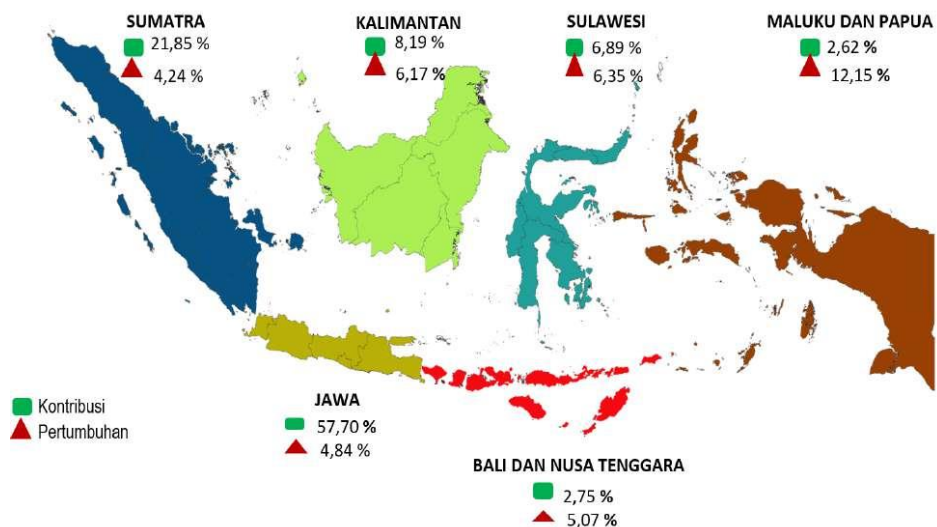 SUMATRA
21,85 %
4,24 %
KALIMANTAN
8,19 %
6,17 %
SULAWESI
6,89 %
6,35 %
MALUKU DAN PAPUA
2,62 %
12,15 %
Kontribusi
Pertumbuhan
JAWA
57,70 %
4,84 %
BALI DAN NUSA TENGGARA
2,75 %
5,07 %